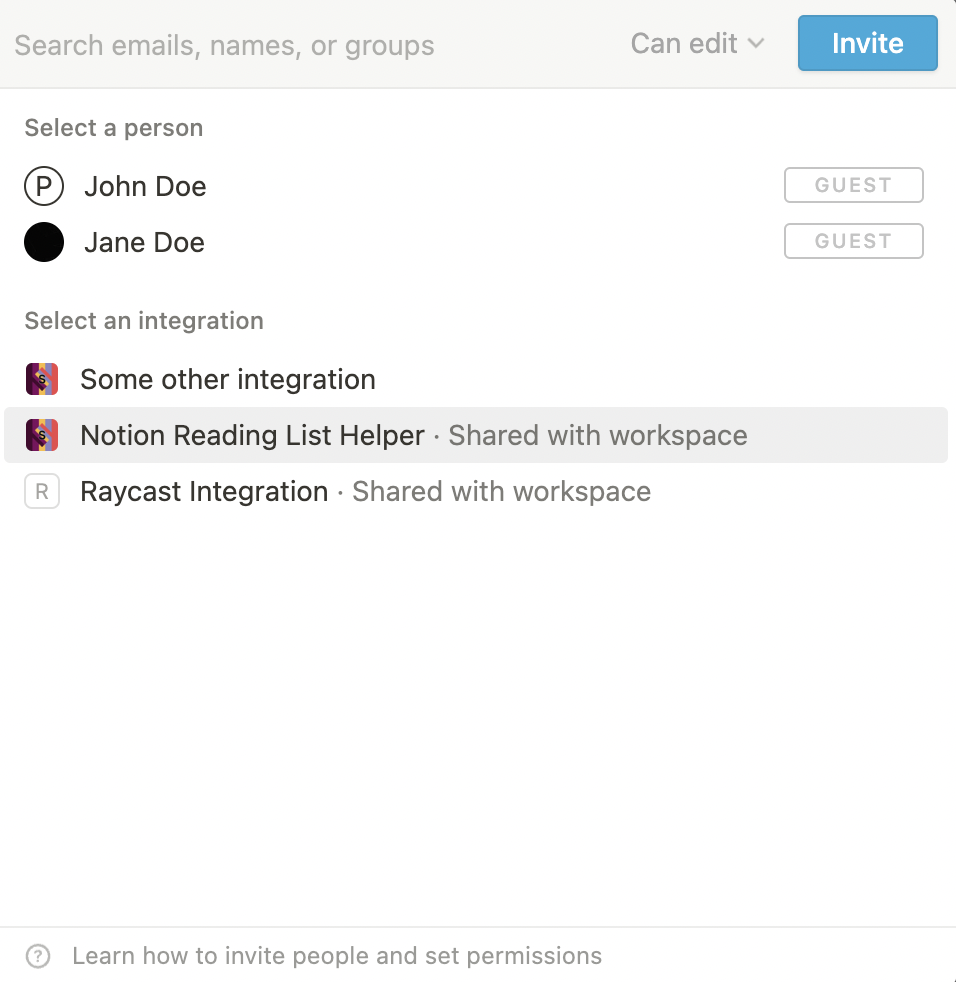 Search emails, names, or groups Can edit Invite
Select a person
P John Doe GUEST
Jane Doe GUEST
Select an integration
S Some other integration
S Notion Reading List Helper · Shared with workspace
R Raycast Integration · Shared with workspace
? Learn how to invite people and set permissions